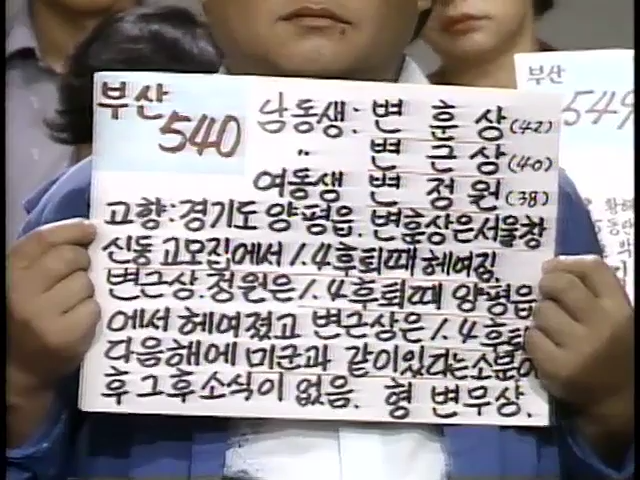 부산
540
남동생: 변 훈 상 (42)
〃 변 근 상 (40)
여동생 변 정 원 (38)
고향:경기도 양평읍. 변훈상은서울창
신동 고모집에서 1.4후퇴때 헤여짐.
변근상.정원은 1.4후퇴때 양평읍
에서 헤여졌고 변근상은 1.4후퇴
다음해에 미군과 같이있다는소문이
후 그후소식이 없음. 형 변무상.
부산
549
황해